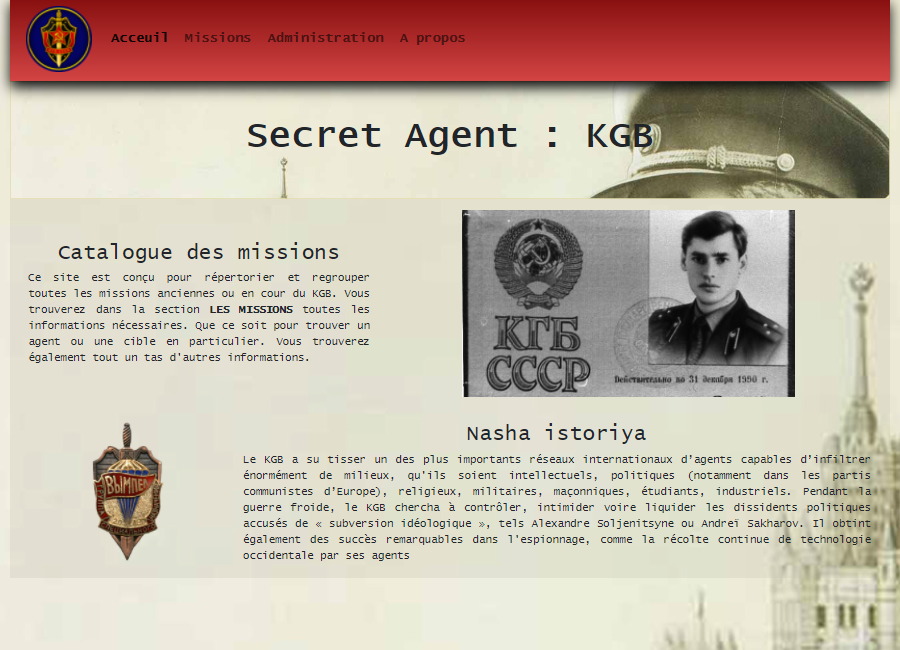 Acceuil Missions Administration A propos
Secret Agent : KGB
Catalogue des missions
Ce site est conçu pour répertorier et regrouper
toutes les missions anciennes ou en cour du KGB. Vous
trouverez dans la section LES MISSIONS toutes les
informations nécessaires. Que ce soit pour trouver un
agent ou une cible en particulier. Vous trouverez
également tout un tas d'autres informations.
КГБ
СССР
Действительно по 31 декабря 1990 г.
ВЫМПЕЛ
Nasha istoriya
Le KGB a su tisser un des plus importants réseaux internationaux d'agents capables d’infiltrer
énormément de milieux, qu'ils soient intellectuels, politiques (notamment dans les partis
communistes d'Europe), religieux, militaires, maçonniques, étudiants, industriels. Pendant la
guerre froide, le KGB chercha à contrôler, intimider voire liquider les dissidents politiques
accusés de « subversion idéologique », tels Alexandre Soljenitsyne ou Andreï Sakharov. Il obtint
également des succès remarquables dans l'espionnage, comme la récolte continue de technologie
occidentale par ses agents